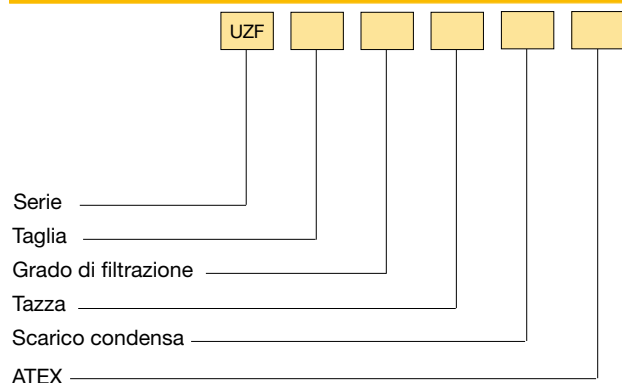 UZF
Serie
Taglia
Grado di filtrazione
Tazza
Scarico condensa
ATEX